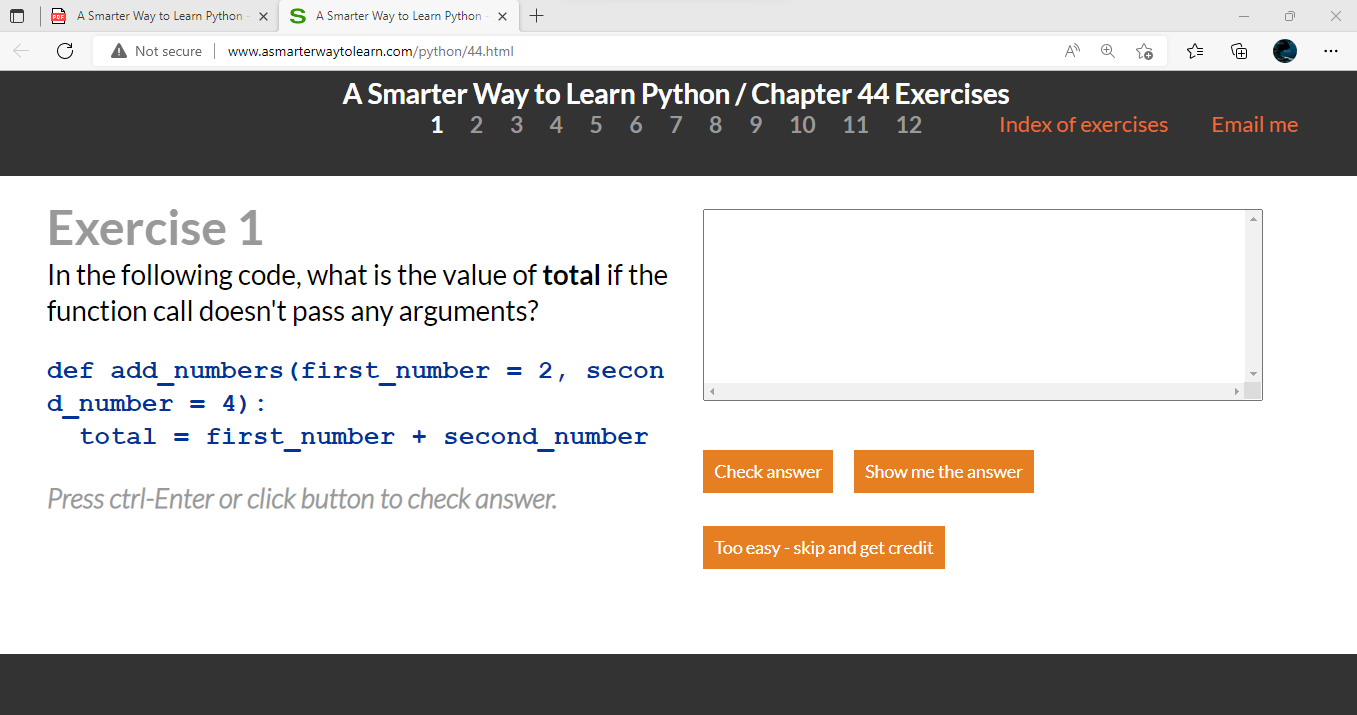 A Smarter Way to Learn Python -
A Smarter Way to Learn Python -
Not secure | www.asmarterwaytolearn.com/python/44.html
A Smarter Way to Learn Python / Chapter 44 Exercises
1 2 3 4 5 6 7 8 9 10 11 12 Index of exercises Email me
Exercise 1
In the following code, what is the value of total if the
function call doesn't pass any arguments?
def add_numbers(first_number = 2, secon
d_number = 4):
total = first_number + second_number
Press ctrl-Enter or click button to check answer.
Check answer
Show me the answer
Too easy - skip and get credit